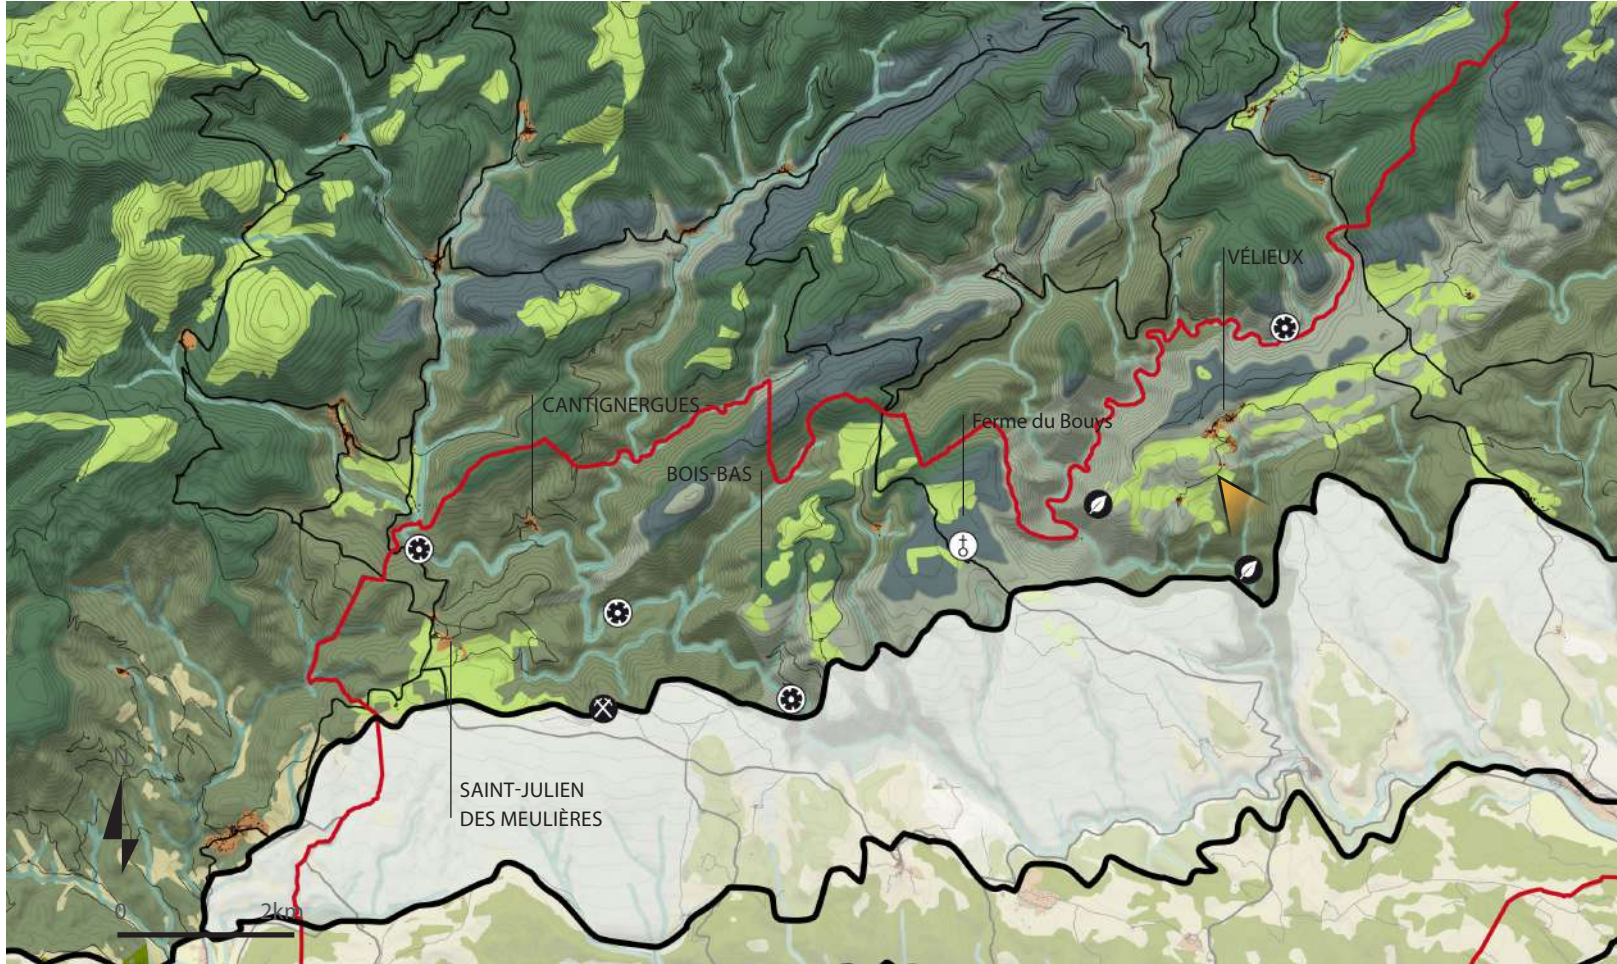 VÉLIEUX
CANTIGNERGUES
Ferme du Bouys
BOIS-BAS
N
SAINT-JULIEN
DES MEULIÈRES
0 2km